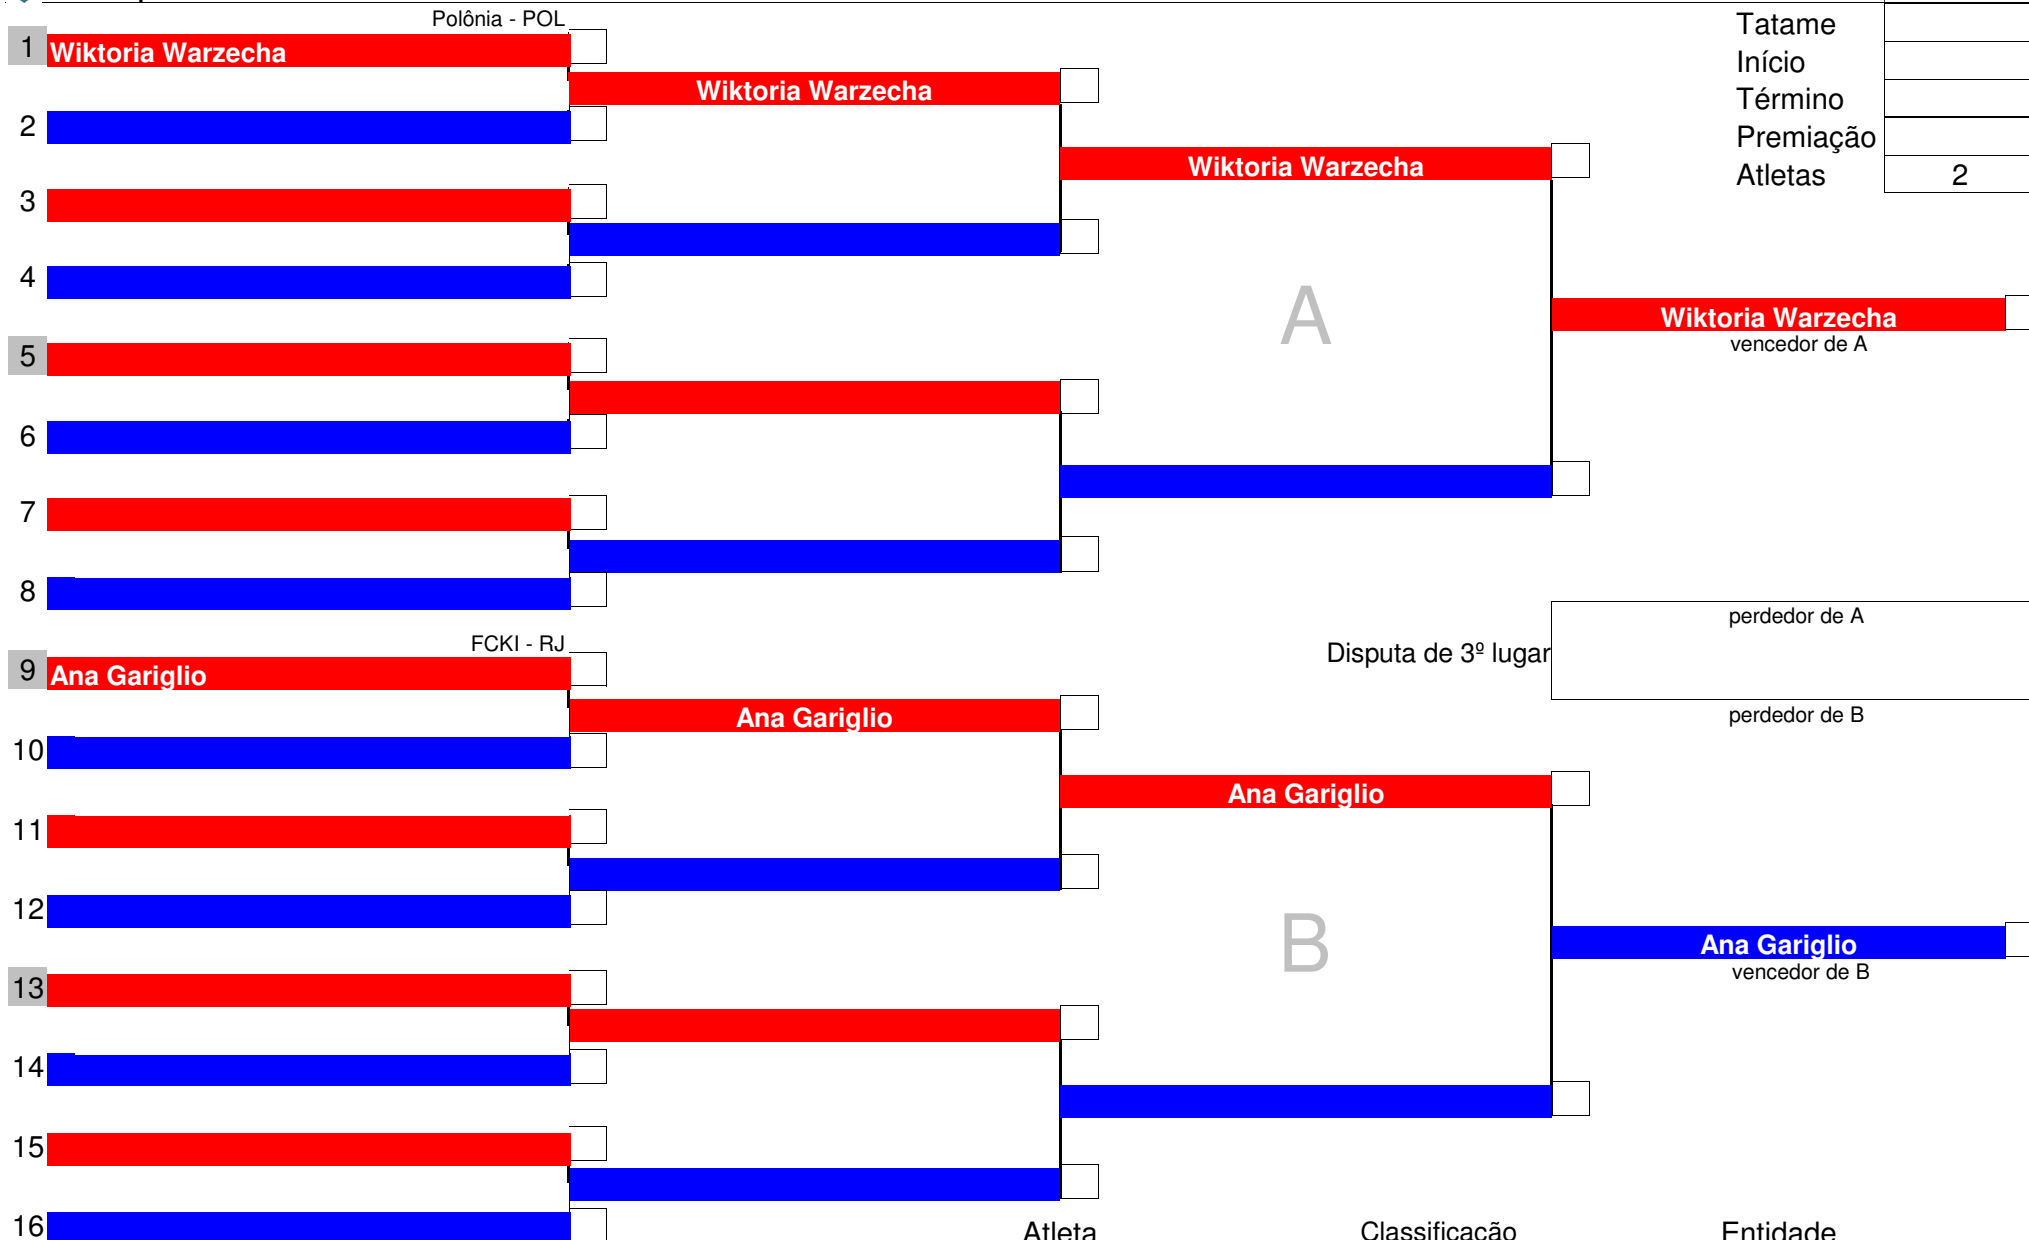 Polônia - POL
Tatame
1 Wiktoria Warzecha
Início
Wiktoria Warzecha
Término
2
Premiação
Wiktoria Warzecha
Atletas 2
3
4
Wiktoria Warzecha
A
vencedor de A
5
6
7
8
perdedor de A
FCKI - RJ
Disputa de 3º lugar
9 Ana Gariglio
Ana Gariglio
perdedor de B
10
Ana Gariglio
11
12
B
Ana Gariglio
vencedor de B
13
14
15
16
Atleta Classificação Entidade